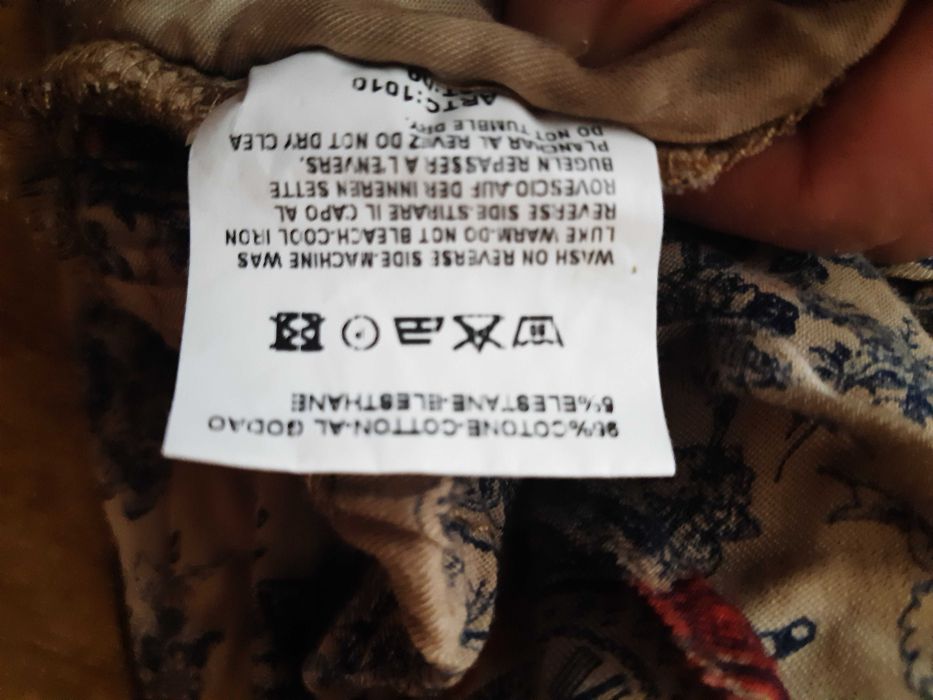 95%COTONE-COTTON-AL GODAO
5%ELESTANE-ELESTHANE
P
WASH ON REVERSE SIDE-MACHINE WAS
LUKE WARM-DO NOT BLEACH-COOL IRON
REVERSE SIDE-STIRARE IL CAPO AL
ROVESCIO-AUF DER INNEREN SETTE
BUGELN REPASSER A L'ENVERS.
PLANCHAR AL REVEZ DO NOT DRY CLEA
DO NOT TUMBLE DRY.
ARTC:1010